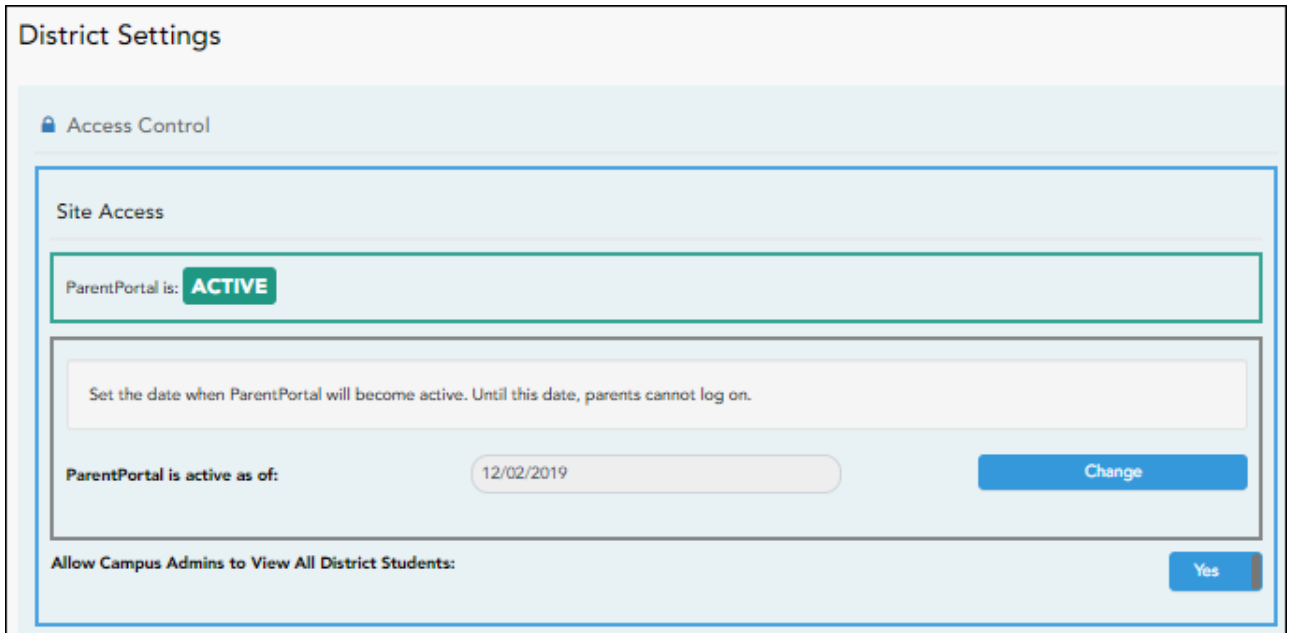 District Settings
Access Control
Site Access
ParentPortal is: ACTIVE
Set the date when ParentPortal will become active. Until this date, parents cannot log on.
ParentPortal is active as of: 12/02/2019 Change
Allow Campus Admins to View All District Students: Yes